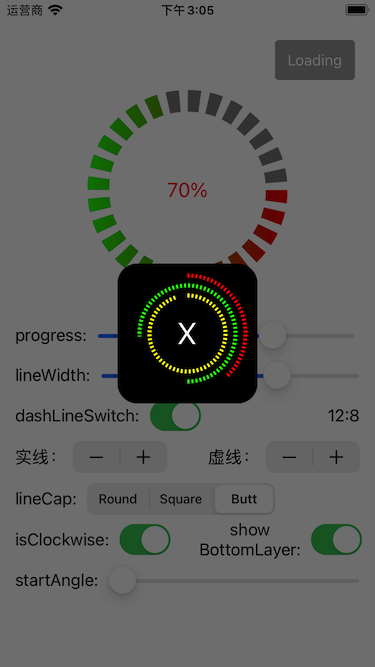 运营商 下午3:05
Loading
70%
X
progress:
lineWidth:
dashLineSwitch: 12:8
实线： 虚线：
lineCap: Round Square Butt
isClockwise: show
BottomLayer:
startAngle: